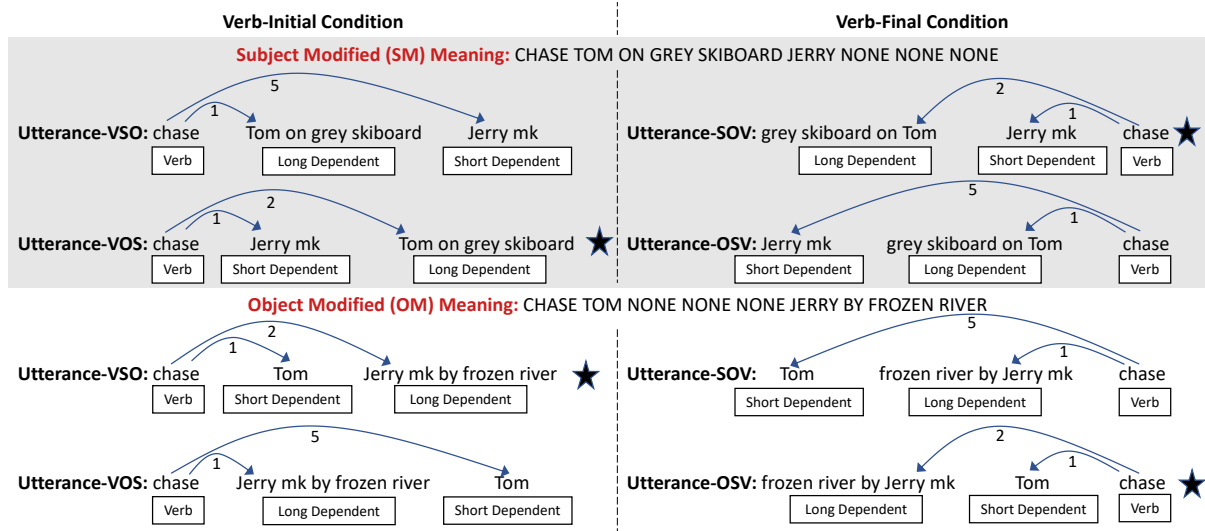 Verb-Initial Condition
Verb-Final Condition
Subject Modified (SM) Meaning: CHASE TOM ON GREY SKIBOARD JERRY NONE NONE NONE
5
1
Utterance-VSO: chase Tom on grey skiboard Jerry mk
Verb Long Dependent Short Dependent
2
1
Utterance-SOV: grey skiboard on Tom Jerry mk chase
Long Dependent Short Dependent Verb
2
1
Utterance-VOS: chase Jerry mk Tom on grey skiboard
Verb Short Dependent Long Dependent
5
1
Utterance-OSV: Jerry mk grey skiboard on Tom chase
Short Dependent Long Dependent Verb
Object Modified (OM) Meaning: CHASE TOM NONE NONE NONE JERRY BY FROZEN RIVER
2
1
Utterance-VSO: chase Tom Jerry mk by frozen river
Verb Short Dependent Long Dependent
5
1
Utterance-SOV: Tom frozen river by Jerry mk chase
Short Dependent Long Dependent Verb
5
1
Utterance-VOS: chase Jerry mk by frozen river Tom
Verb Long Dependent Short Dependent
2
1
Utterance-OSV: frozen river by Jerry mk Tom chase
Long Dependent Short Dependent Verb